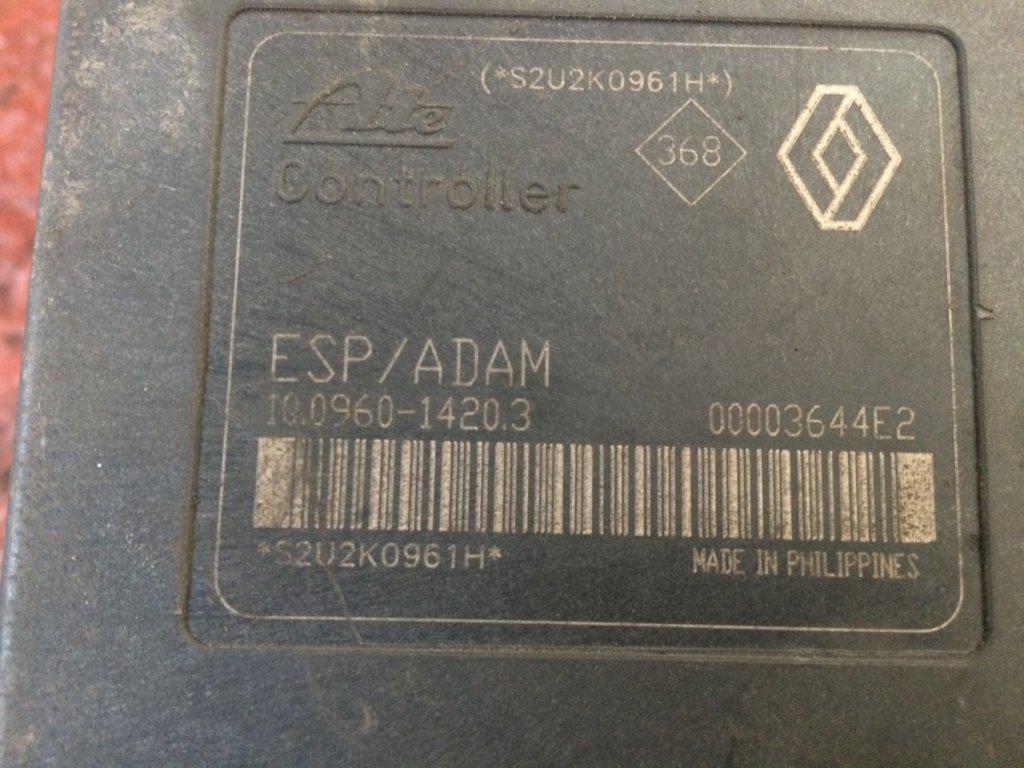 (*S2U2K0961H*)
Ate
368
Controller
ESP/ADAM
10.0960-1420.3 00003644E2
*S2U2K0961H* MADE IN PHILIPPINES